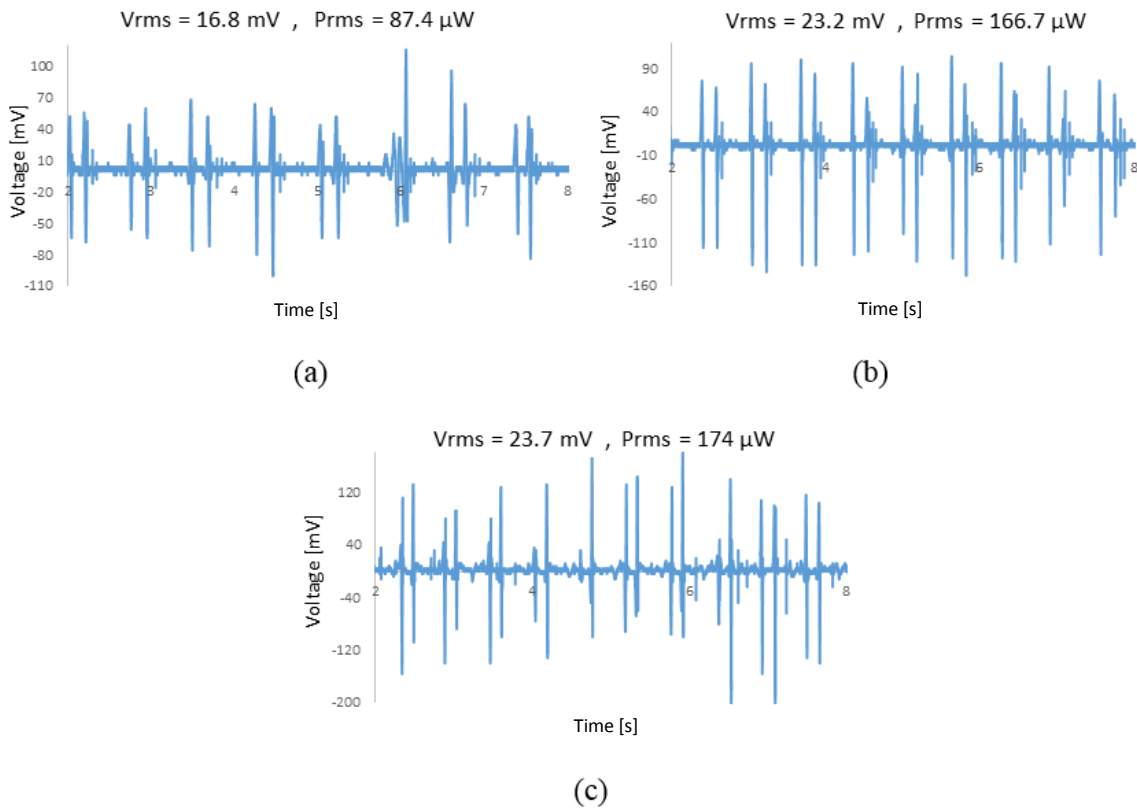 Vrms = 16.8 mV , Prms = 87.4 µW
100
70
40
10
-20
-50
-80
-110
2
3
4
5
6
7
8
Voltage [mV]
Time [s]
(a)
Vrms = 23.2 mV , Prms = 166.7 µW
90
40
-10
-60
-110
-160
2
4
6
8
Voltage [mV]
Time [s]
(b)
Vrms = 23.7 mV , Prms = 174 µW
120
40
-40
-120
-200
2
4
6
8
Voltage [mV]
Time [s]
(c)